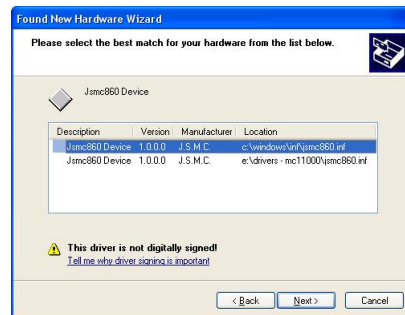 Found New Hardware Wizard
Please select the best match for your hardware from the list below.
Jsmc860 Device
Description Version Manufacturer Location
Jsmc860 Device 1.0.0.0 J.S.M.C. c:\windows\inf\jsmc860.inf
Jsmc860 Device 1.0.0.0 J.S.M.C. e:\drivers - mc11000\jsmc860.inf
This driver is not digitally signed!
Tell me why driver signing is important
< Back Next > Cancel